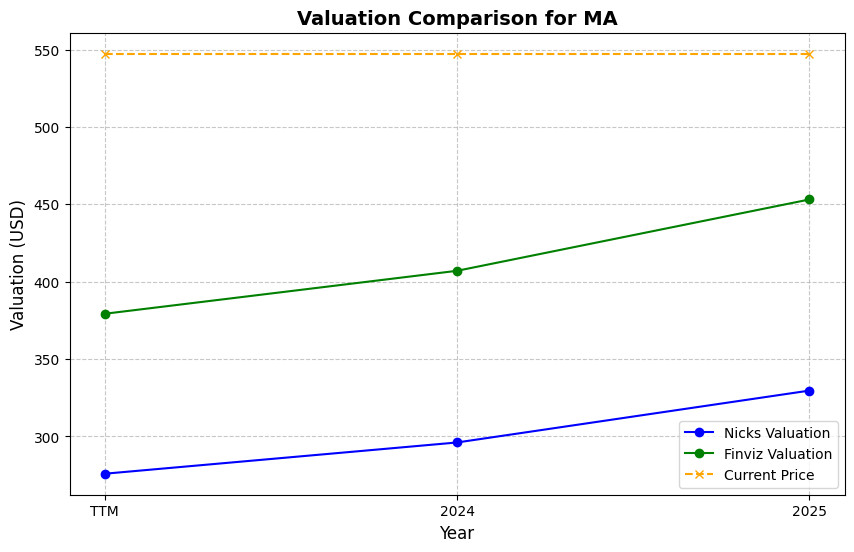 Valuation Comparison for MA
Valuation (USD)
550
500
450
400
350
300
TTM
2024
2025
Year
Nicks Valuation
Finviz Valuation
Current Price